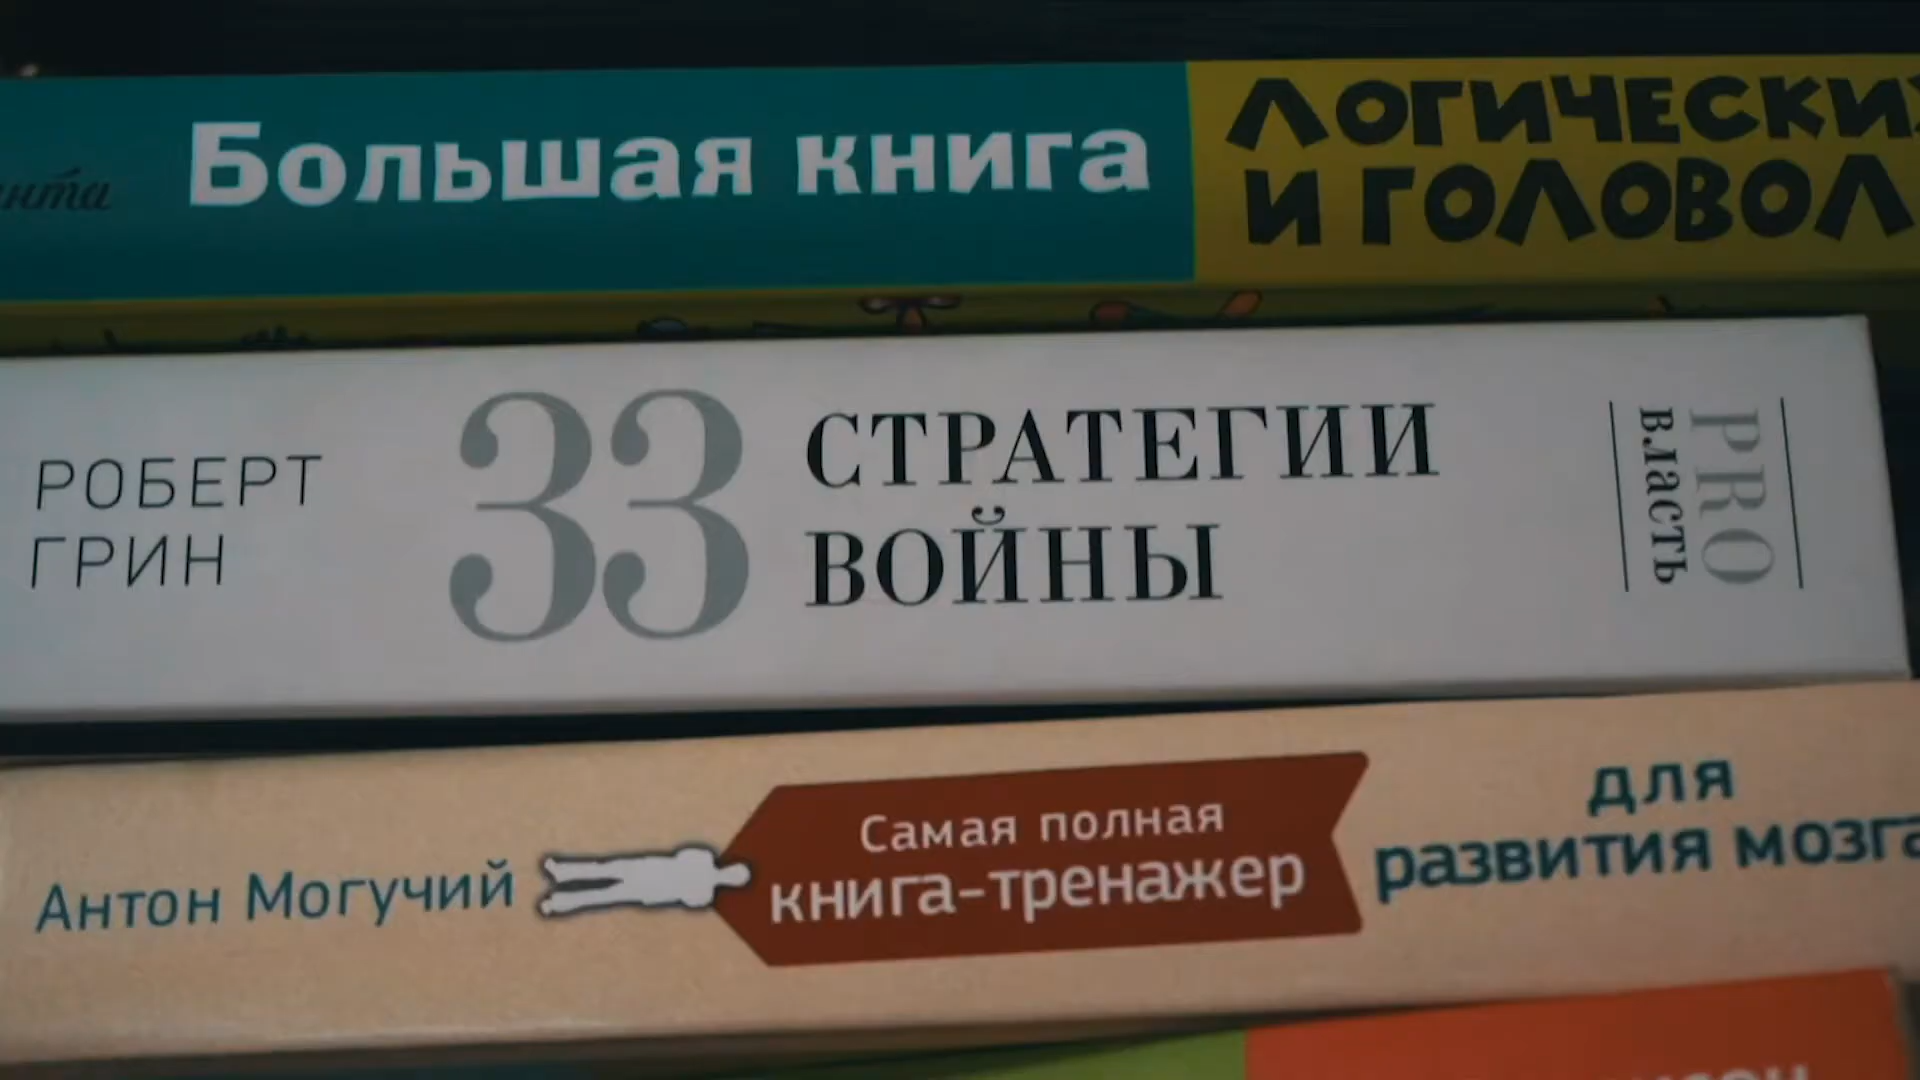 Большая книга
ЛОГИЧЕСКИХ
И ГОЛОВОЛ
РОБЕРТ
ГРИН
33
СТРАТЕГИИ
ВОЙНЫ
PRO
власть
Антон Могучий
Самая полная
книга-тренажер
для
развития мозга